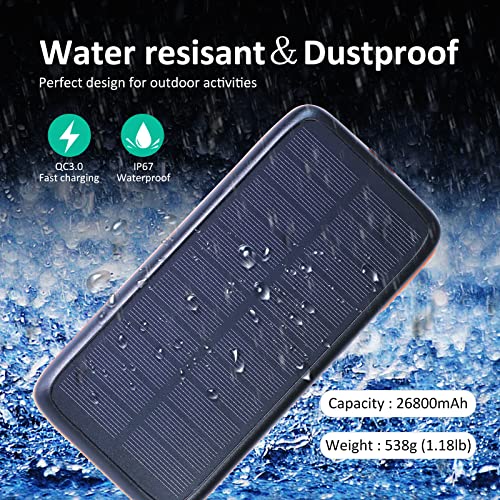 Water resisant & Dustproof
Perfect design for outdoor activities
QC3.0
Fast charging
IP67
Waterproof
Capacity : 26800mAh
Weight : 538g (1.18lb)